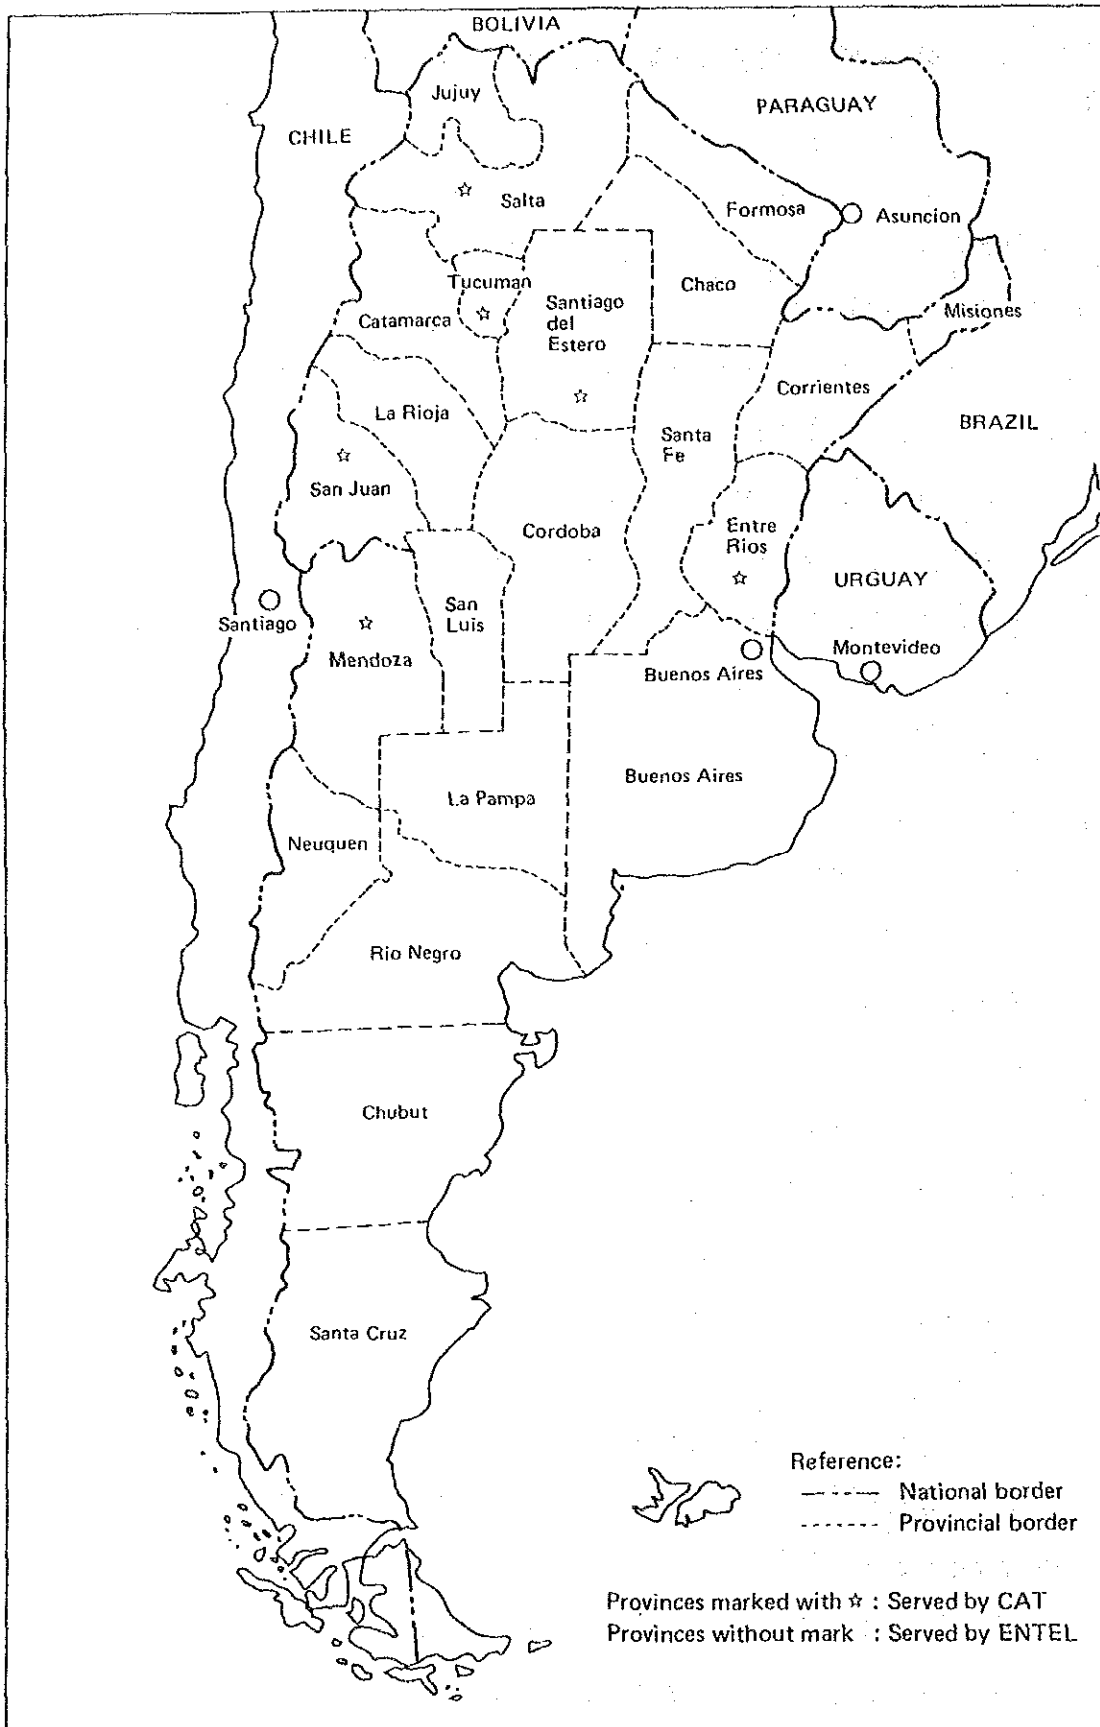 BOLIVIA
Jujuy
PARAGUAY
CHILE
Salta
Formosa
Asuncion
Tucuman
Chaco
Santiago
del
Estero
Misiones
Catamarca
Corrientes
La Rioja
BRAZIL
Santa
Fe
San Juan
Cordoba
Entre
Rios
URGUAY
San
Luis
Santiago
Montevideo
Mendoza
Buenos Aires
Buenos Aires
La Pampa
Neuquen
Rio Negro
Chubut
Santa Cruz
Reference:
National border
Provincial border
Provinces marked with ☆ : Served by CAT
Provinces without mark : Served by ENTEL